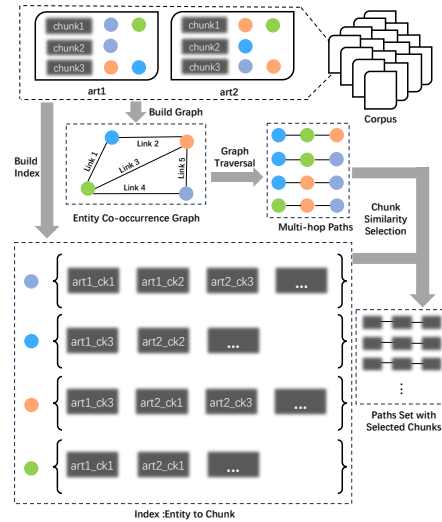 chunk1
chunk2
chunk3
art1
chunk1
chunk2
chunk3
art2
Corpus
Build Graph
Build
Index
Link 1
Link 2
Link 3
Link 4
Link 5
Entity Co-occurrence Graph
Graph
Traversal
Multi-hop Paths
Chunk
Similarity
Selection
art1_ck1
art1_ck2
art2_ck3
...
art1_ck3
art2_ck2
...
art1_ck3
art2_ck1
art2_ck3
...
art1_ck1
art2_ck1
...
Index :Entity to Chunk
...
Paths Set with
Selected Chunks